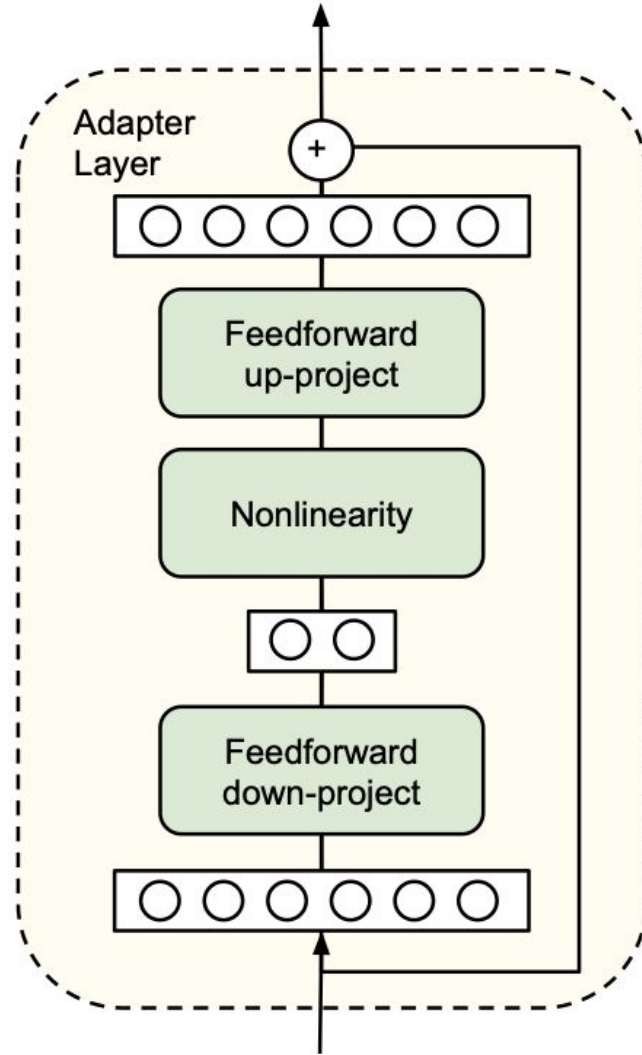 Adapter
Layer
+
Feedforward
up-project
Nonlinearity
Feedforward
down-project